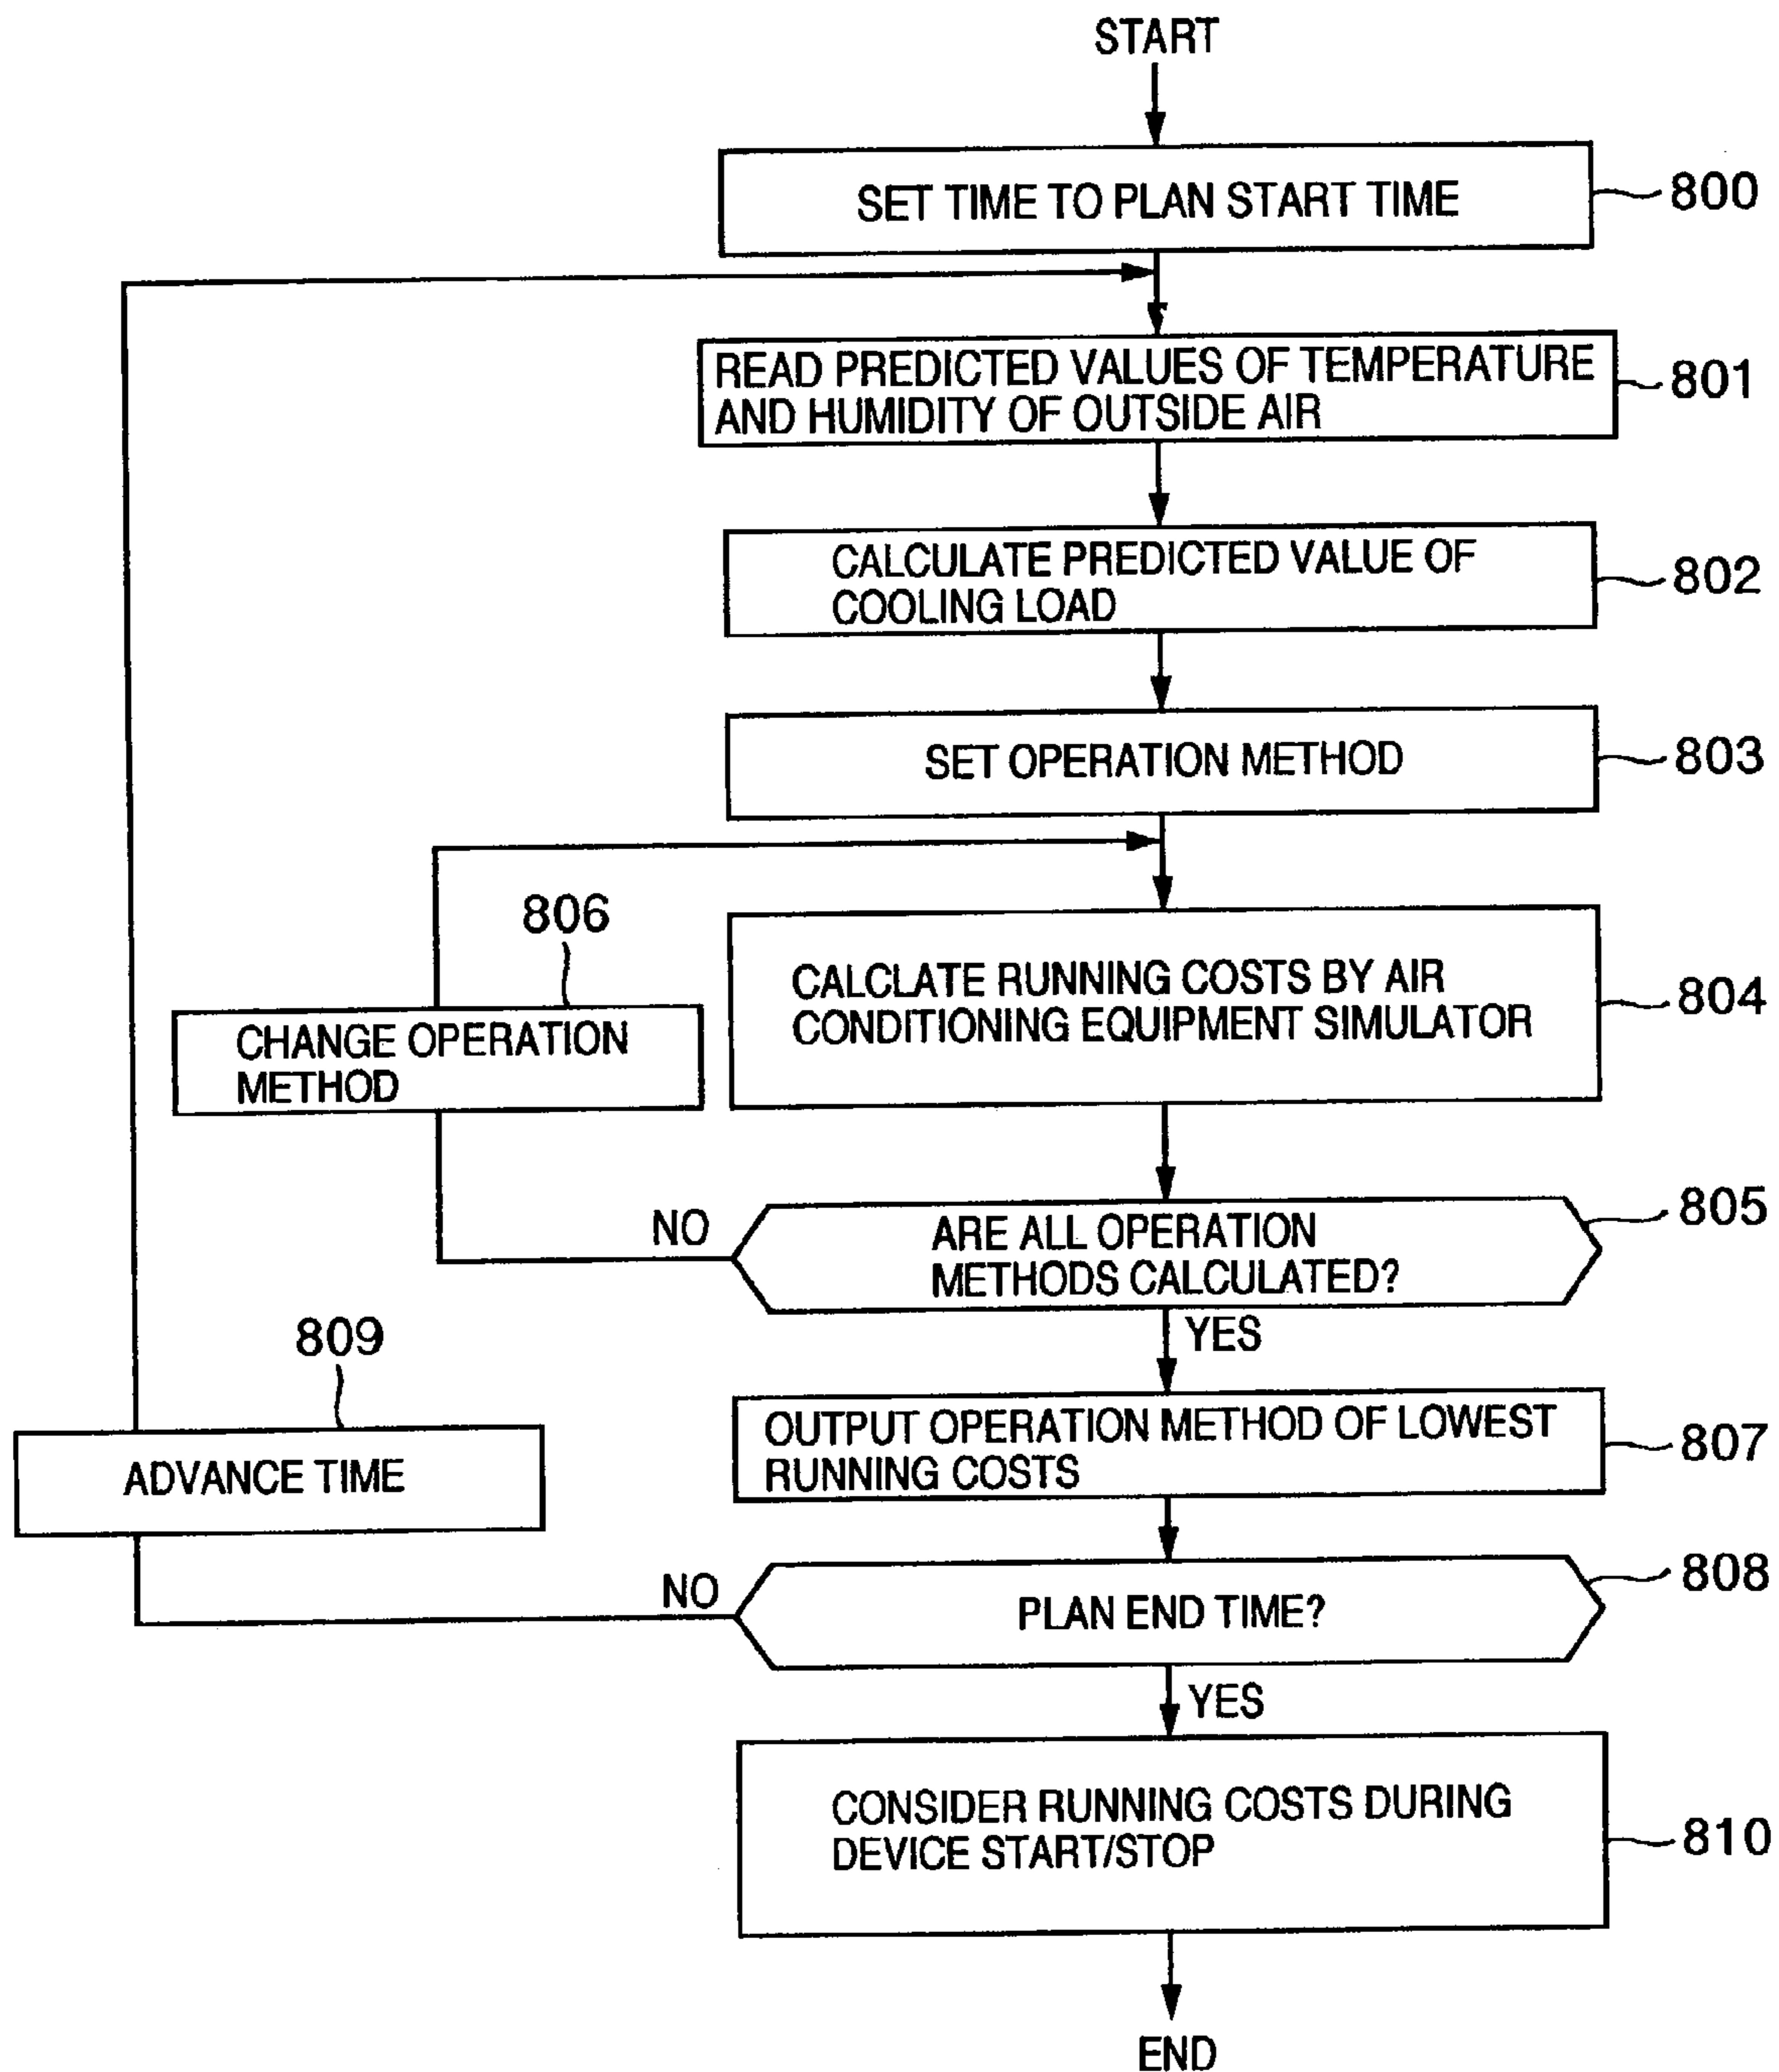 START
SET TIME TO PLAN START TIME
800
READ PREDICTED VALUES OF TEMPERATURE
AND HUMIDITY OF OUTSIDE AIR
801
CALCULATE PREDICTED VALUE OF
COOLING LOAD
802
SET OPERATION METHOD
803
806
CHANGE OPERATION
METHOD
CALCLATE RUNNING COSTS BY AIR
CONDITIONING EQUIPMENT SIMULATOR
804
NO
ARE ALL OPERATION
METHODS CALCULATED?
805
YES
809
ADVANCE TIME
OUTPUT OPERATION METHOD OF LOWEST
RUNNING COSTS
807
NO
PLAN END TIME?
808
YES
CONSIDER RUNNING COSTS DURING
DEVICE START/STOP
810
END